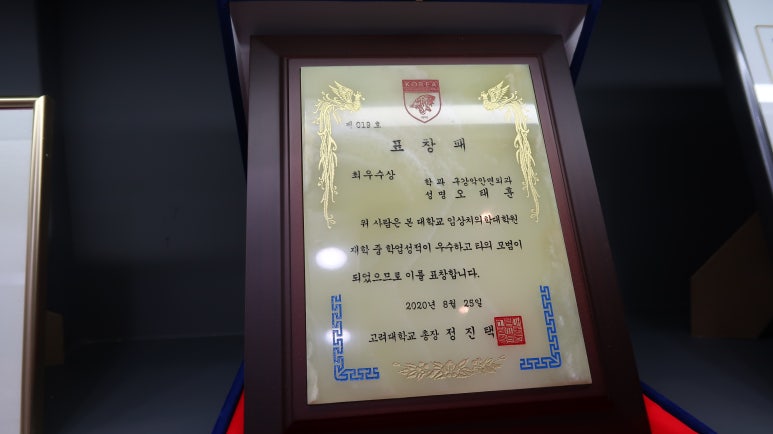 KOREA
제 019 호
표 창 패
최우수상
학 과 구강악안면외과
성 명 오 태 훈
위 사람은 본 대학교 임상치의학대학원
재학 중 학업성적이 우수하고 타의 모범이
되었으므로 이를 표창합니다.
2020년 8월 25일
고려대학교 총장 정 진 택